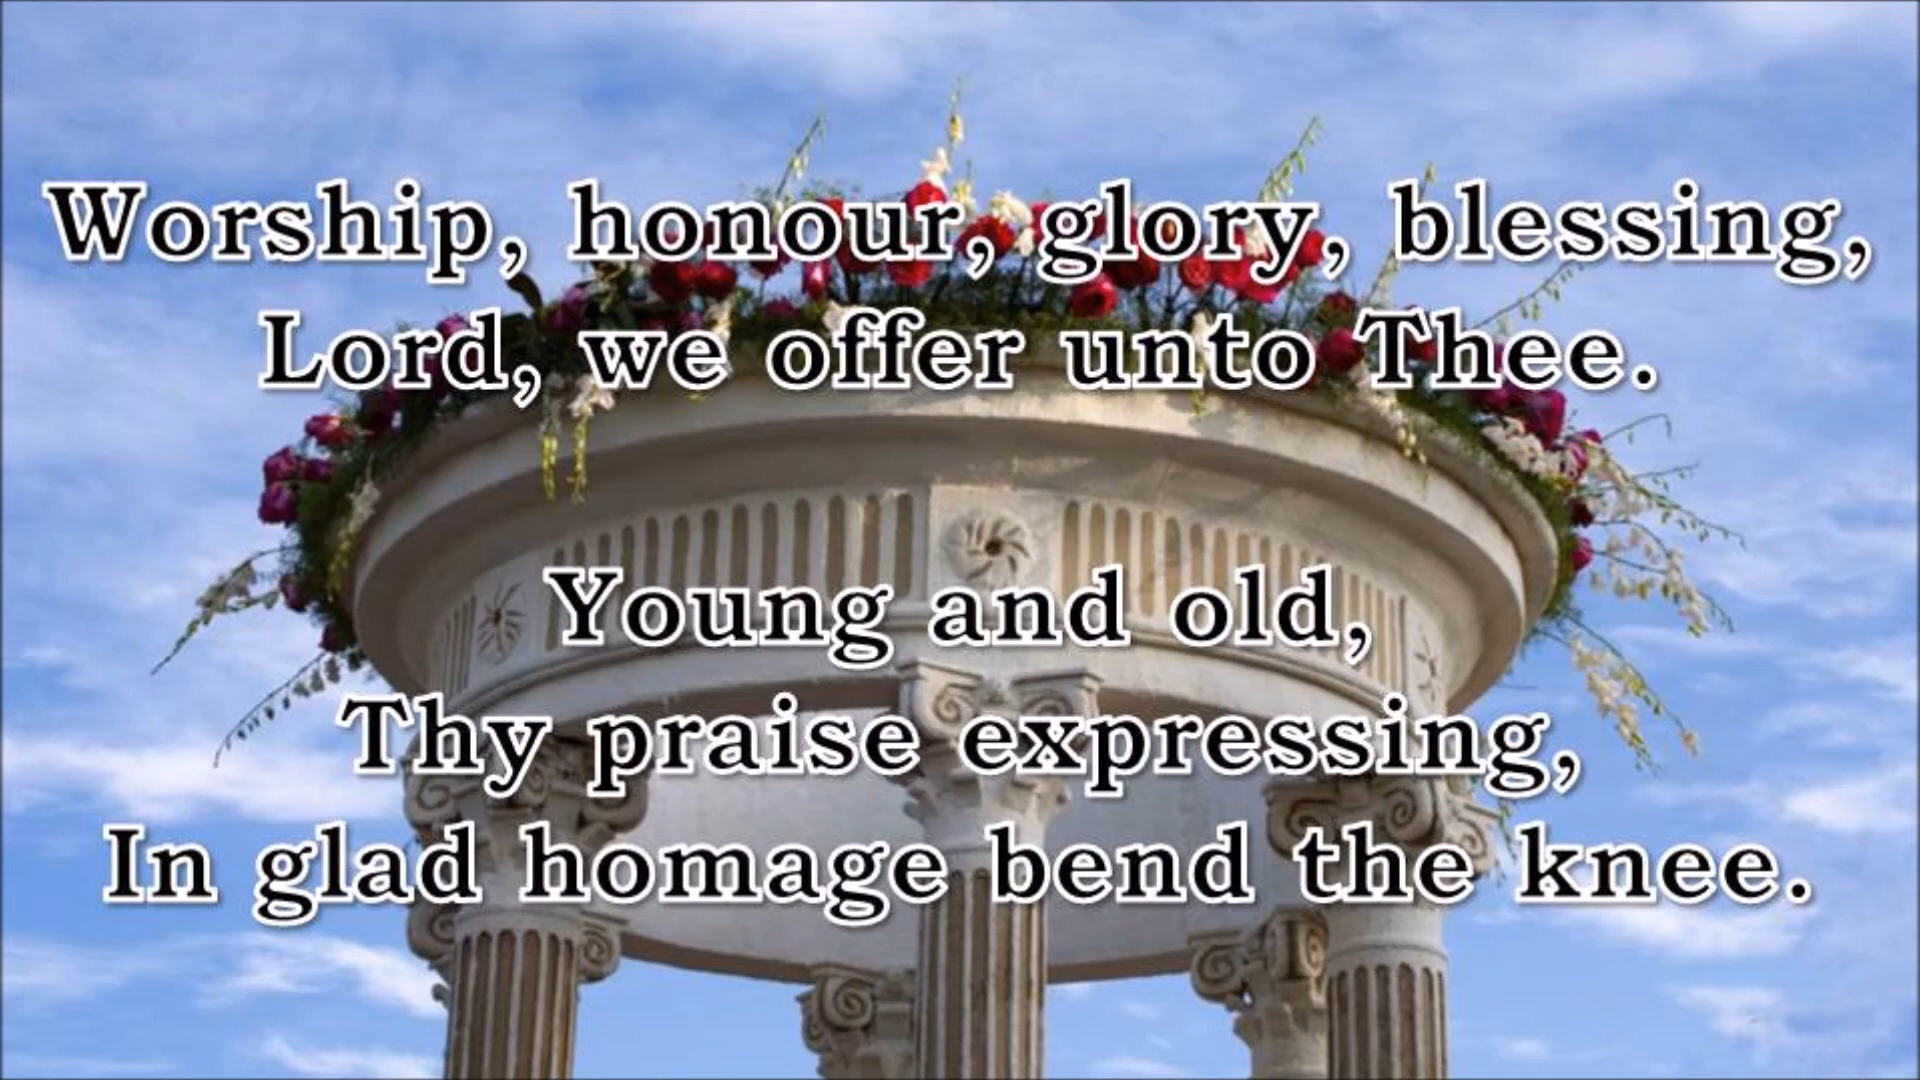 Worship, honour, glory, blessing,
Lord, we offer unto Thee.
Young and old,
Thy praise expressing,
In glad homage bend the knee.